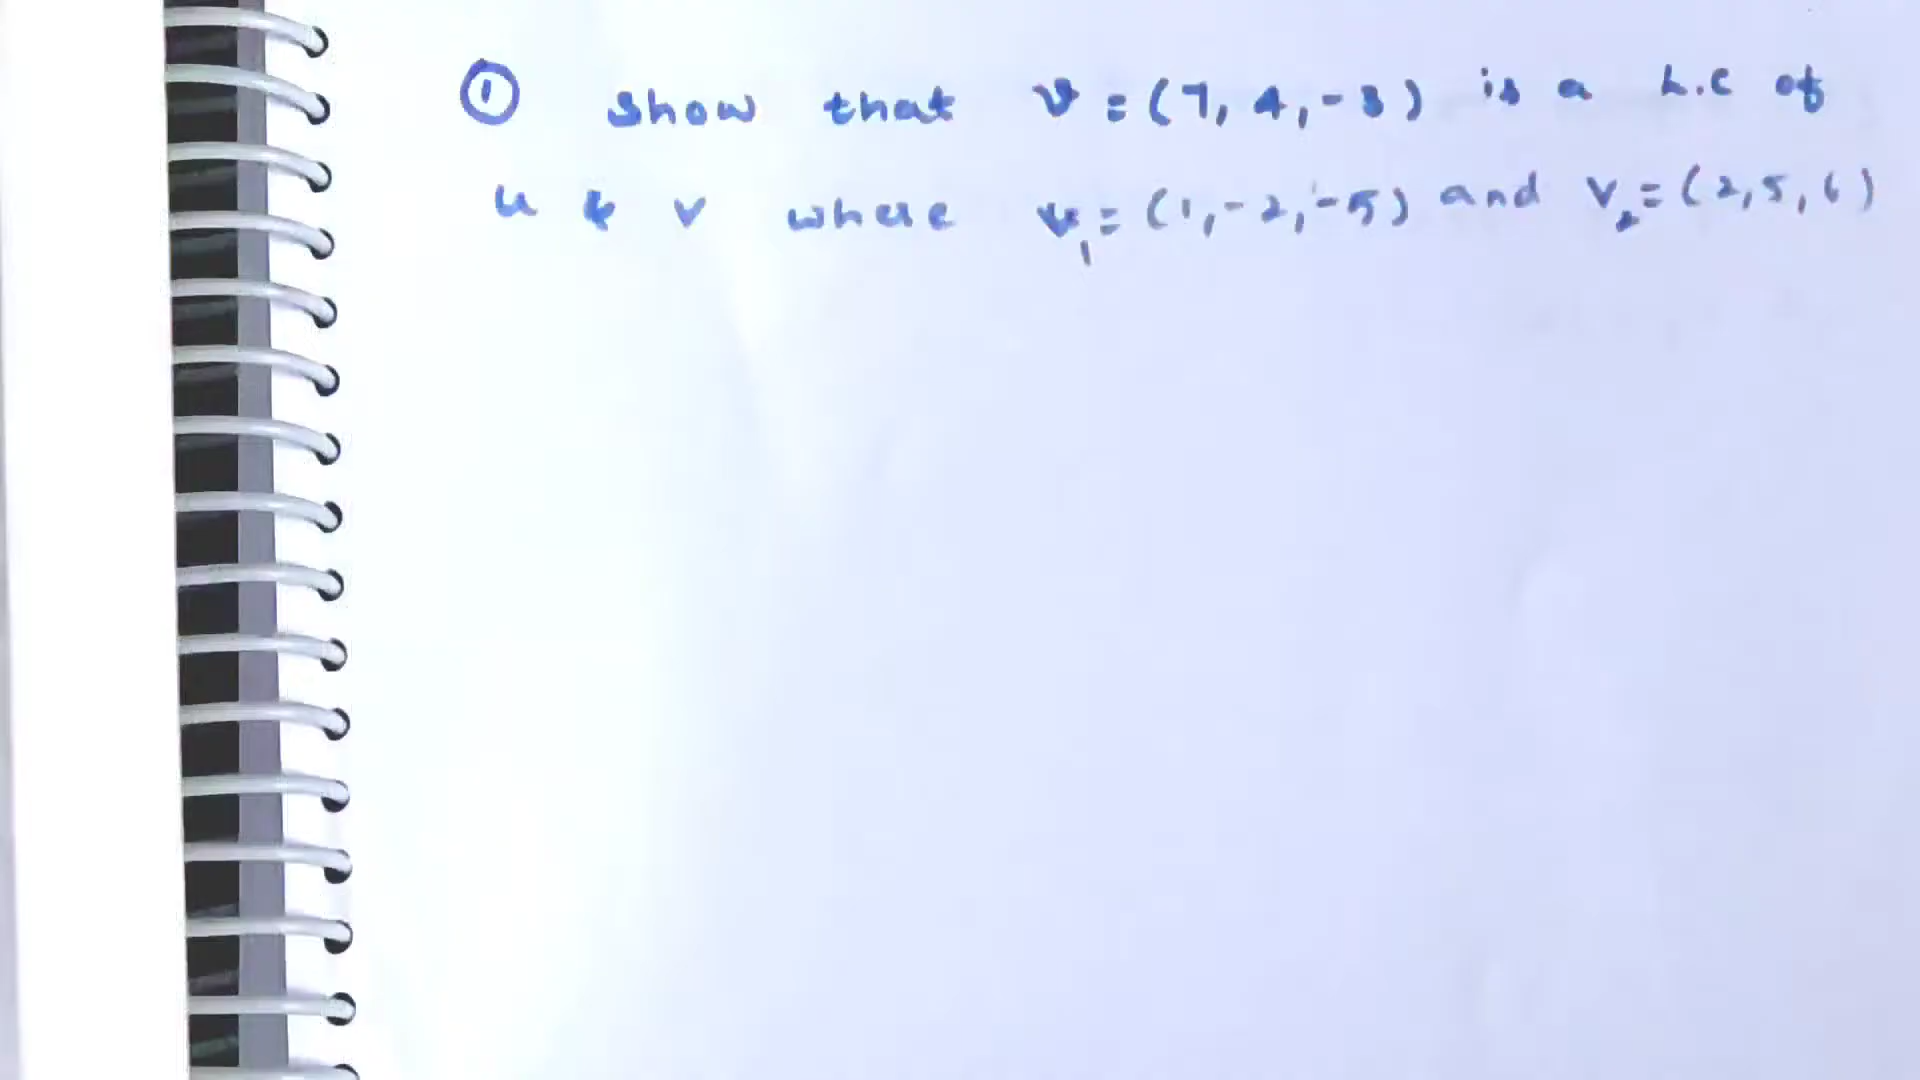 ① Show that v = (7, 4, -3) is a L.C of
u & v where v₁ = (1, -2, -5) and v₂ = (2, 5, 6)